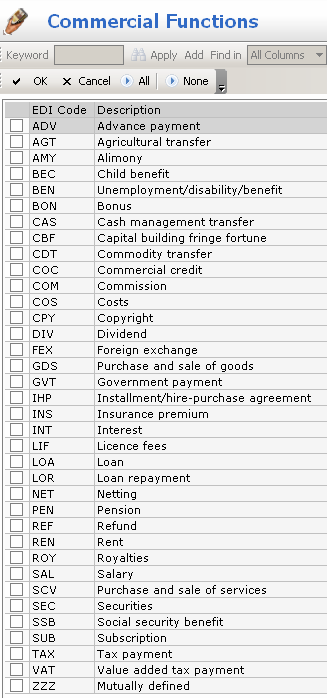 Commercial Functions
Keyword Apply Add Find in All Columns
OK Cancel All None
EDI Code Description
ADV Advance payment
AGT Agricultural transfer
AMY Alimony
BEC Child benefit
BEN Unemployment/disability/benefit
BON Bonus
CAS Cash management transfer
CBF Capital building fringe fortune
CDT Commodity transfer
COC Commercial credit
COM Commission
COS Costs
CPY Copyright
DIV Dividend
FEX Foreign exchange
GDS Purchase and sale of goods
GVT Government payment
IHP Installment/hire-purchase agreement
INS Insurance premium
INT Interest
LIF Licence fees
LOA Loan
LOR Loan repayment
NET Netting
PEN Pension
REF Refund
REN Rent
ROY Royalties
SAL Salary
SCV Purchase and sale of services
SEC Securities
SSB Social security benefit
SUB Subscription
TAX Tax payment
VAT Value added tax payment
ZZZ Mutually defined